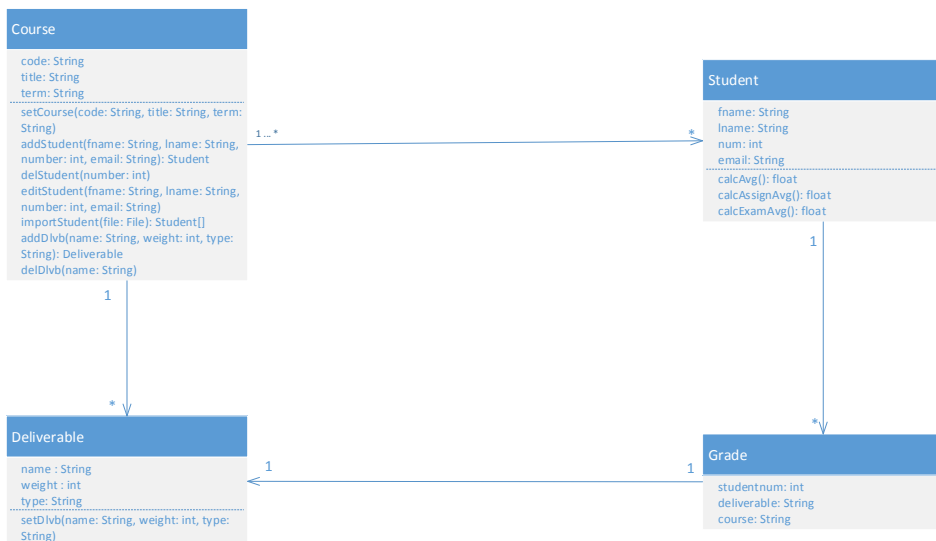 Course
code: String
title: String
term: String
setCourse(code: String, title: String, term:
String)
addStudent(fname: String, lname: String,
number: int, email: String): Student
delStudent(number: int)
editStudent(fname: String, lname: String,
number: int, email: String)
importStudent(file: File): Student[]
addDlvb(name: String, weight: int, type:
String): Deliverable
delDlvb(name: String)
1 ... *
*
Student
fname: String
lname: String
num: int
email: String
calcAvg(): float
calcAssignAvg(): float
calcExamAvg(): float
1
*
1
*
Deliverable
name : String
weight : int
type: String
setDlvb(name: String, weight: int, type:
String)
1
1
Grade
studentnum: int
deliverable: String
course: String